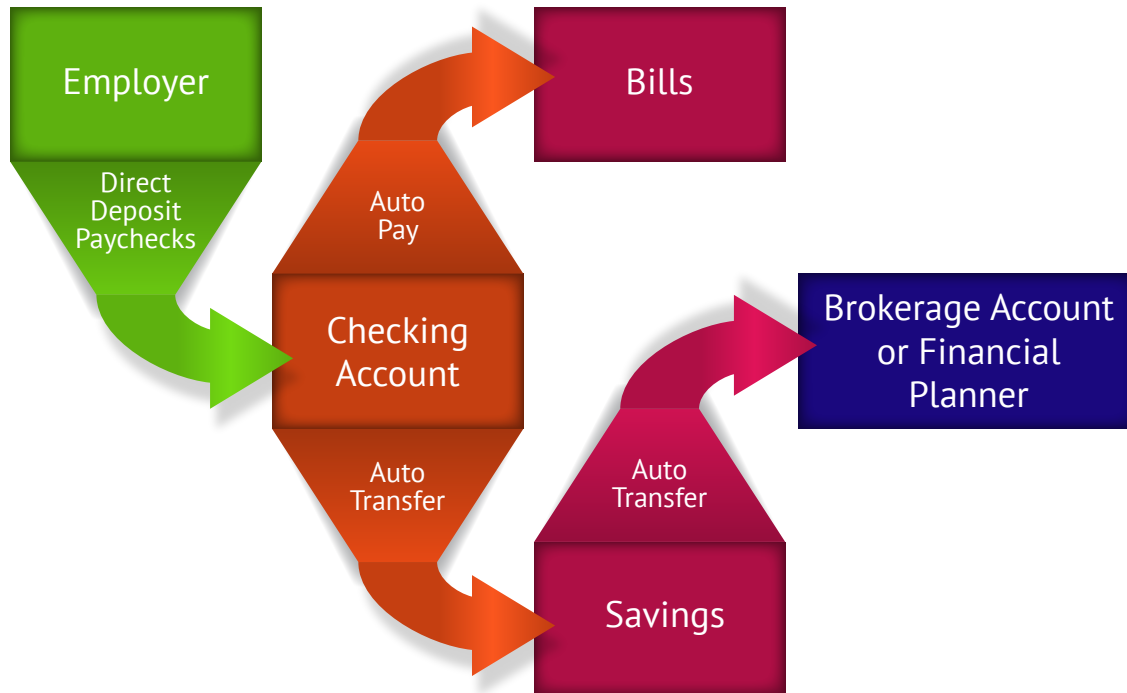 Employer
Direct
Deposit
Paychecks
Auto
Pay
Bills
Checking
Account
Auto
Transfer
Savings
Auto
Transfer
Brokerage Account
or Financial
Planner